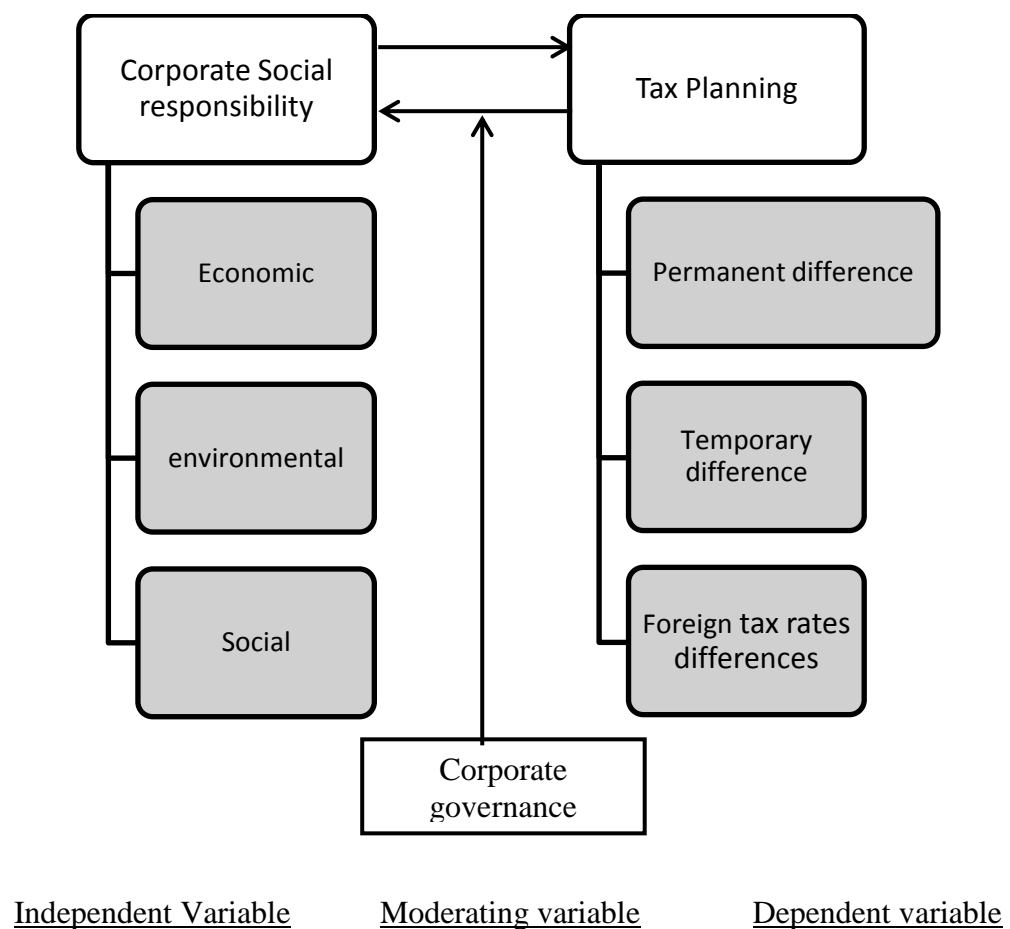 Corporate Social
responsibility
Tax Planning
Economic
Permanent difference
environmental
Temporary
difference
Social
Foreign tax rates
differences
Corporate
governance
Independent Variable
Moderating variable
Dependent variable